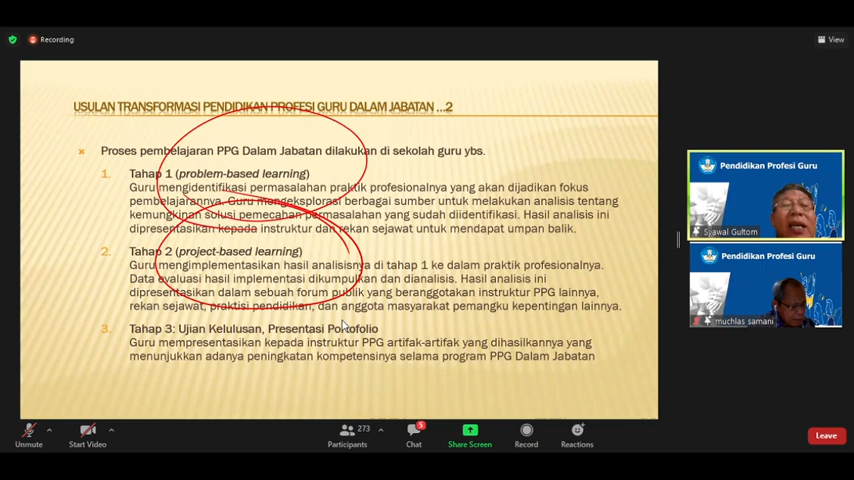 Recording
View
USULAN TRANSFORMASI PENDIDIKAN PROFESI GURU DALAM JABATAN ...2
Proses pembelajaran PPG Dalam Jabatan dilakukan di sekolah guru ybs.
1. Tahap 1 (problem-based learning)
Guru mengidentifikasi permasalahan praktik profesionalnya yang akan dijadikan fokus
pembelajarannya. Guru mengeksplorasi berbagai sumber untuk melakukan analisis tentang
kemungkinan solusi pemecahan permasalahan yang sudah diidentifikasi. Hasil analisis ini
dipresentasikan kepada instruktur dan rekan sejawat untuk mendapat umpan balik.
2. Tahap 2 (project-based learning)
Guru mengimplementasikan hasil analisisnya di tahap 1 ke dalam praktik profesionalnya.
Data evaluasi hasil implementasi dikumpulkan dan dianalisis. Hasil analisis ini
dipresentasikan dalam sebuah forum publik yang beranggotakan instruktur PPG lainnya,
rekan sejawat, praktisi pendidikan, dan anggota masyarakat pemangku kepentingan lainnya.
3. Tahap 3: Ujian Kelulusan, Presentasi Portofolio
Guru mempresentasikan kepada instruktur PPG artifak-artifak yang dihasilkannya yang
menunjukkan adanya peningkatan kompetensinya selama program PPG Dalam Jabatan
Pendidikan Profesi Guru
Syawal Gultom
Pendidikan Profesi Guru
muchlas samani
Unmute
Start Video
273
Participants
5
Chat
Share Screen
Record
Reactions
Leave